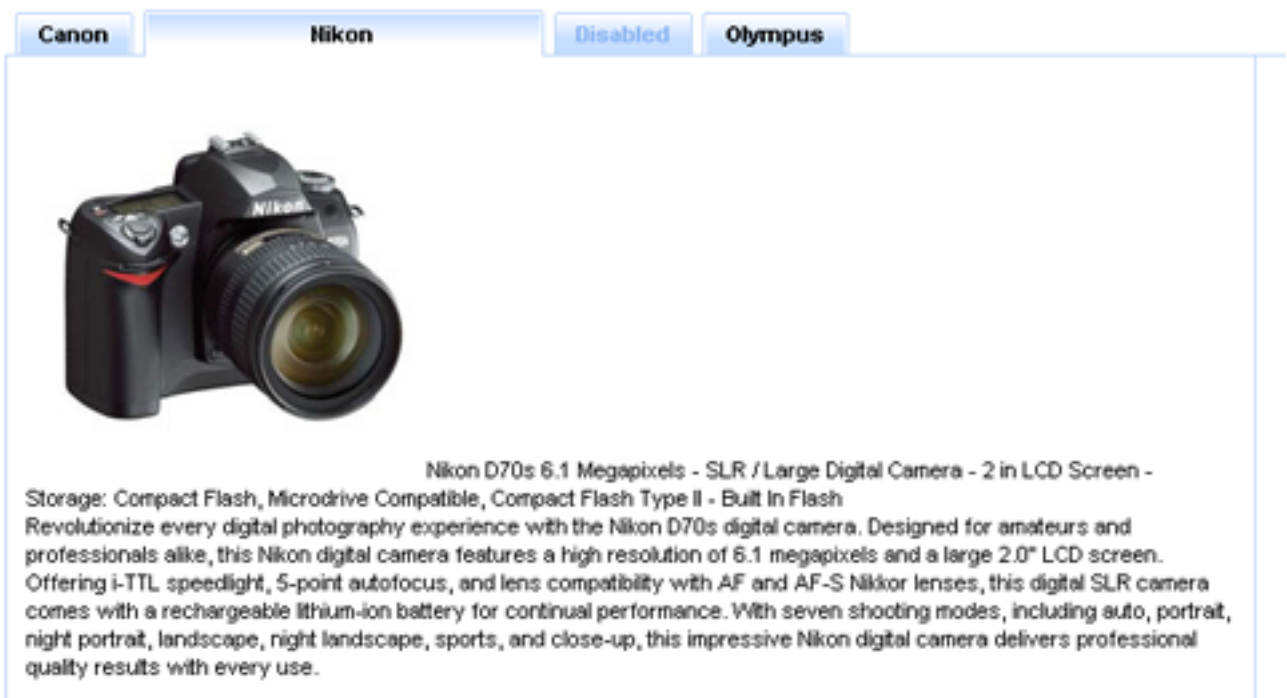 Canon
Nikon
Disabled
Olympus
Nikon
Nikon D70s 6.1 Megapixels - SLR / Large Digital Camera - 2 in LCD Screen -
Storage: Compact Flash, Microdrive Compatible, Compact Flash Type II - Built In Flash
Revolutionize every digital photography experience with the Nikon D70s digital camera. Designed for amateurs and
professionals alike, this Nikon digital camera features a high resolution of 6.1 megapixels and a large 2.0" LCD screen.
Offering i-TTL speedlight, 5-point autofocus, and lens compatibility with AF and AF-S Nikkor lenses, this digital SLR camera
comes with a rechargeable lithium-ion battery for continual performance. With seven shooting modes, including auto, portrait,
night portrait, landscape, night landscape, sports, and close-up, this impressive Nikon digital camera delivers professional
quality results with every use.